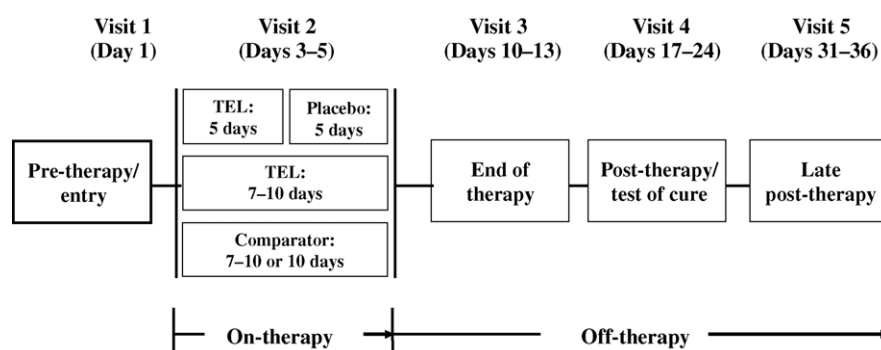 Visit 1
(Day 1)
Visit 2
(Days 3–5)
Visit 3
(Days 10–13)
Visit 4
(Days 17–24)
Visit 5
(Days 31–36)
Pre-therapy/
entry
TEL:
5 days
Placebo:
5 days
TEL:
7–10 days
Comparator:
7–10 or 10 days
End of
therapy
Post-therapy/
test of cure
Late
post-therapy
On-therapy
Off-therapy